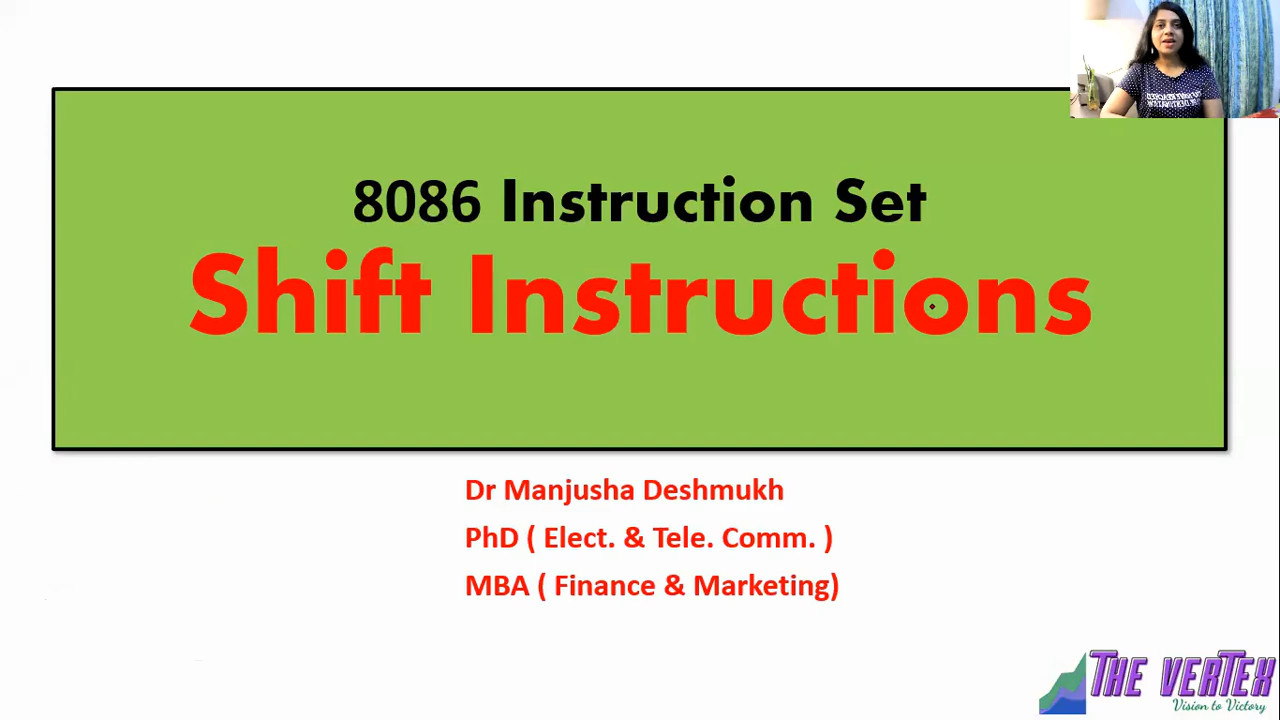 8086 Instruction Set
Shift Instructions
Dr Manjusha Deshmukh
PhD ( Elect. & Tele. Comm. )
MBA ( Finance & Marketing)
THE VERTEX
Vision to Victory